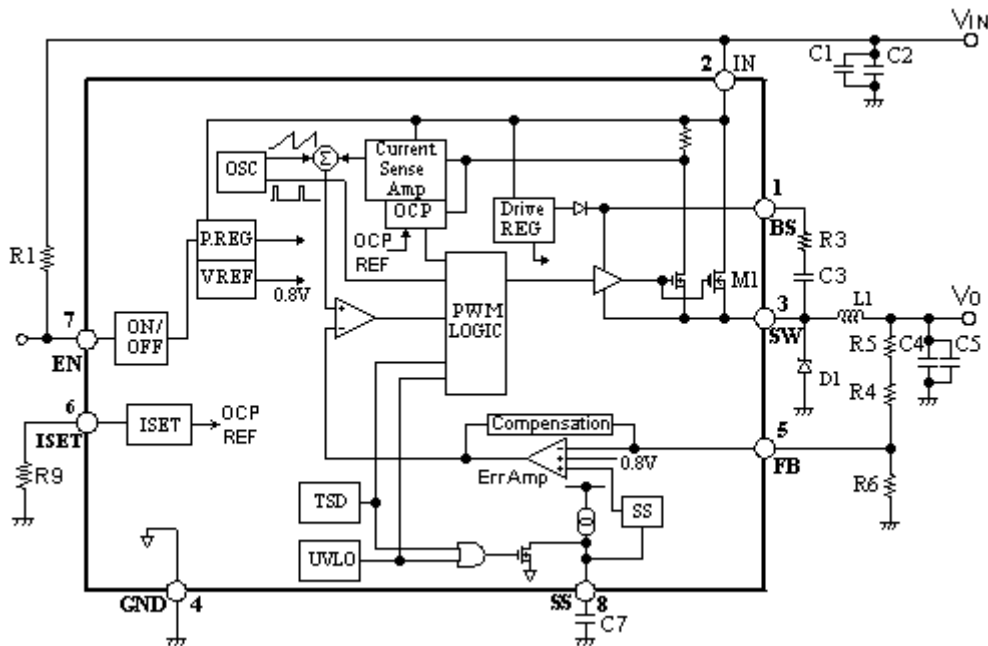 VIN
C1
C2
2
IN
OSC
Σ
Current
Sense
Amp
OCP
OCP
REF
Drive
REG
1
BS
R3
C3
R1
P.REG
VREF
0.8V
PWM
LOGIC
M1
7
EN
ON/
OFF
3
SW
L1
VO
R5
C4
C5
D1
R4
6
ISET
ISET
OCP
REF
R9
Compensation
+
-
-
+
+
ErrAmp
0.8V
5
FB
R6
TSD
SS
UVLO
GND
4
SS
8
C7